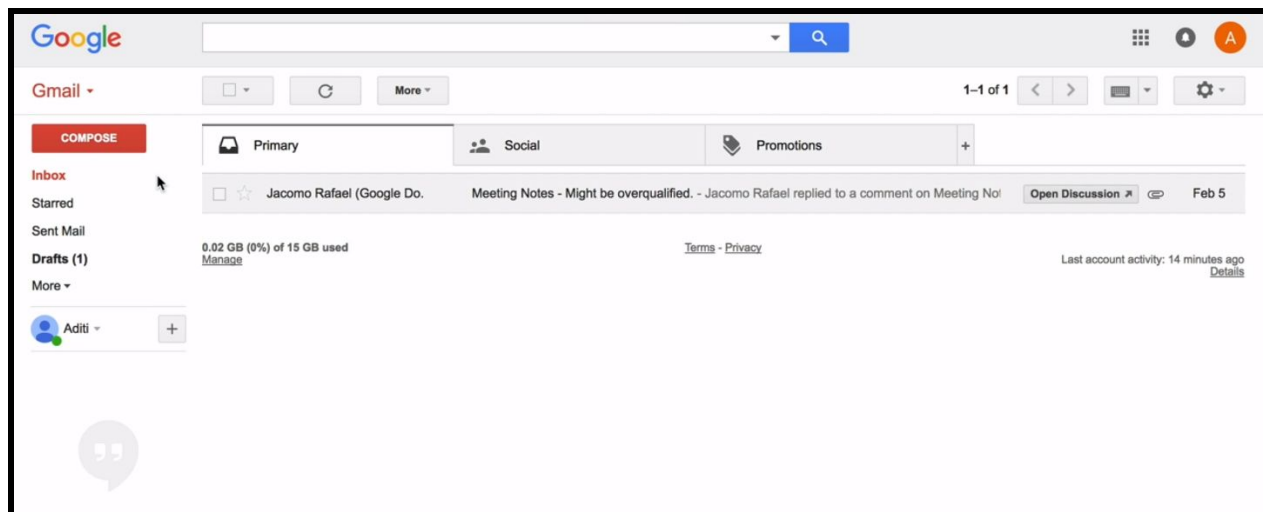 Google
A
Gmail
More
1–1 of 1
COMPOSE
Primary
Social
Promotions
+
Inbox
Jacomo Rafael (Google Do. Meeting Notes - Might be overqualified. - Jacomo Rafael replied to a comment on Meeting Not Open Discussion Feb 5
Starred
Sent Mail
Drafts (1)
More
0.02 GB (0%) of 15 GB used
Manage
Terms - Privacy
Last account activity: 14 minutes ago
Details
Aditi
+